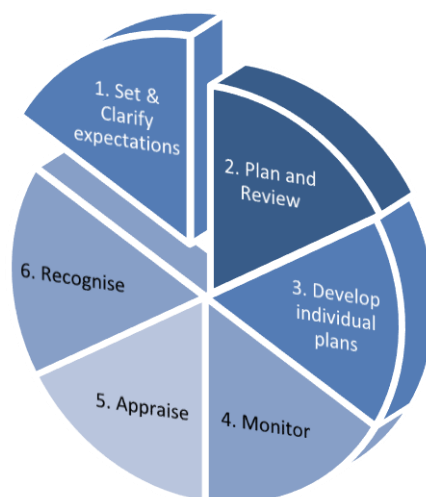 1. Set &
Clarify
expectations
2. Plan and
Review
3. Develop
individual
plans
4. Monitor
5. Appraise
6. Recognise